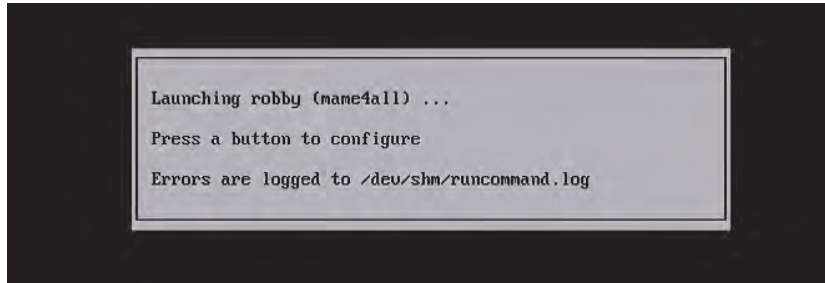 Launching robby (mame4all) ...
Press a button to configure
Errors are logged to /dev/shm/runcommand.log